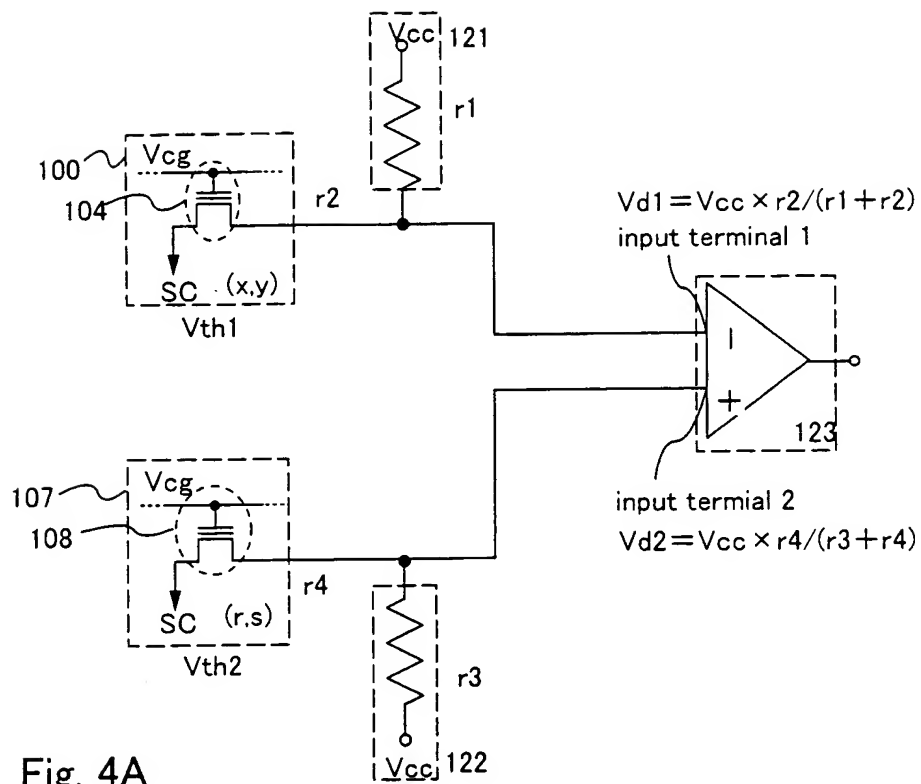 Vcc 121
r1
100
Vcg
104
r2
SC (x,y)
Vth1
Vd1=Vcc×r2/(r1+r2)
input terminal 1
−
+
123
107
Vcg
108
r4
SC (r,s)
Vth2
input termial 2
Vd2=Vcc×r4/(r3+r4)
r3
Vcc 122
Fig. 4A